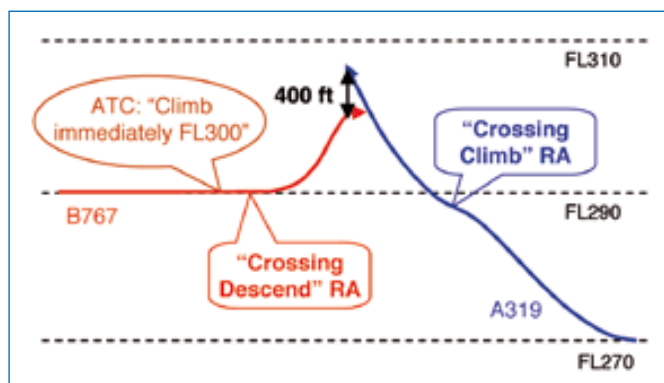 FL310
ATC: “Climb
immediately FL300”
400 ft
“Crossing
Climb” RA
B767
FL290
“Crossing
Descend” RA
A319
FL270